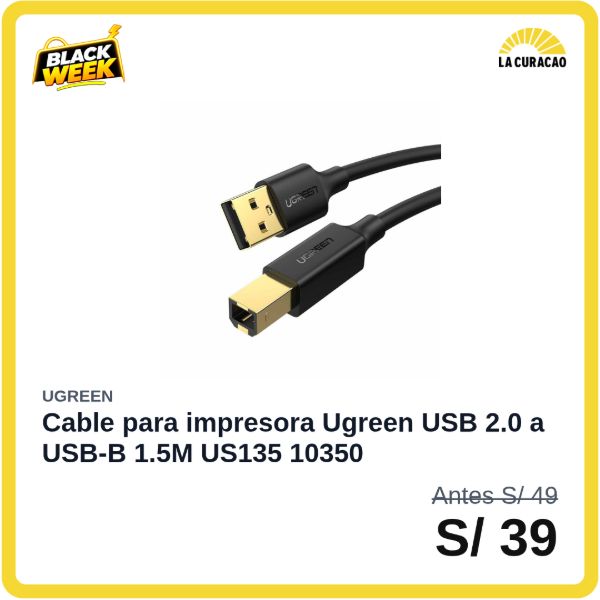 BLACK
WEEK
LA CURACAO
UGREEN
UGREEN
UGREEN
Cable para impresora Ugreen USB 2.0 a
USB-B 1.5M US135 10350
Antes S/ 49
S/ 39